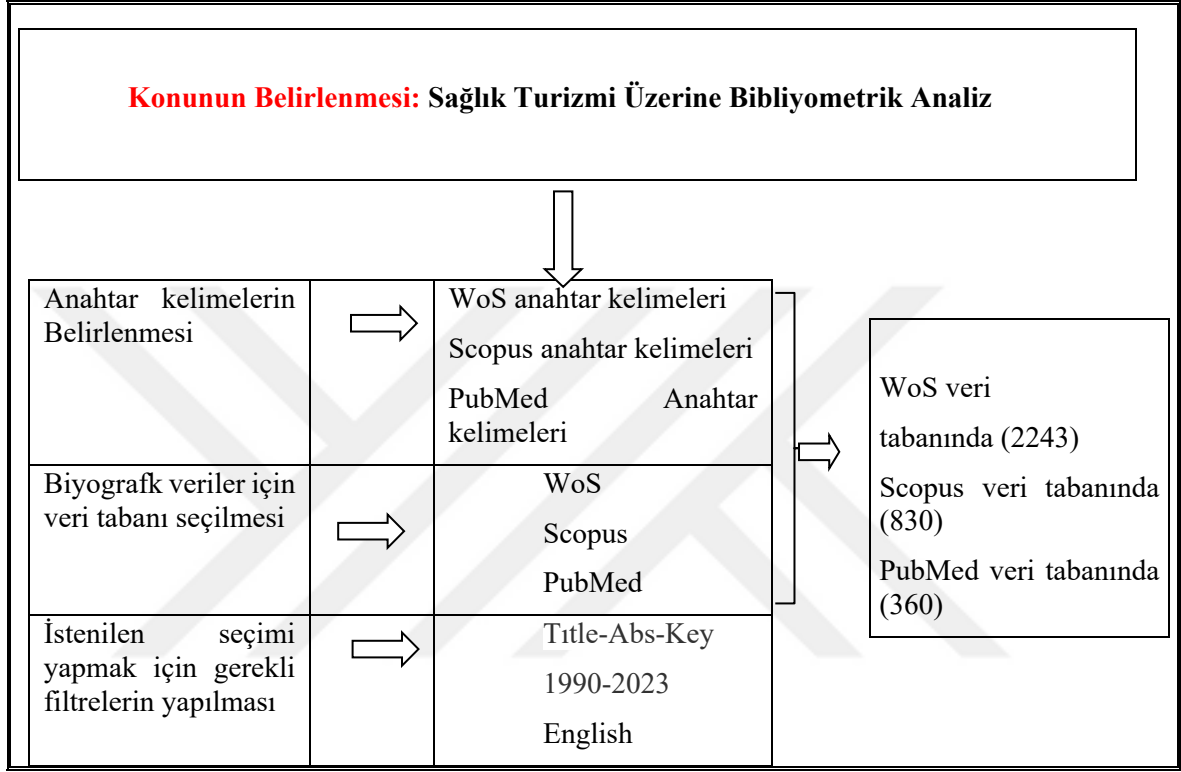 Konunun Belirlenmesi: Sağlık Turizmi Üzerine Bibliyometrik Analiz
Anahtar kelimelerin
Belirlenmesi
WoS anahtar kelimeleri
Scopus anahtar kelimeleri
PubMed Anahtar
kelimeleri
Biyografk veriler için
veri tabanı seçilmesi
WoS
Scopus
PubMed
İstenilen seçimi
yapmak için gerekli
filtrelerin yapılması
Tıtle-Abs-Key
1990-2023
English
WoS veri
tabanında (2243)
Scopus veri tabanında
(830)
PubMed veri tabanında
(360)